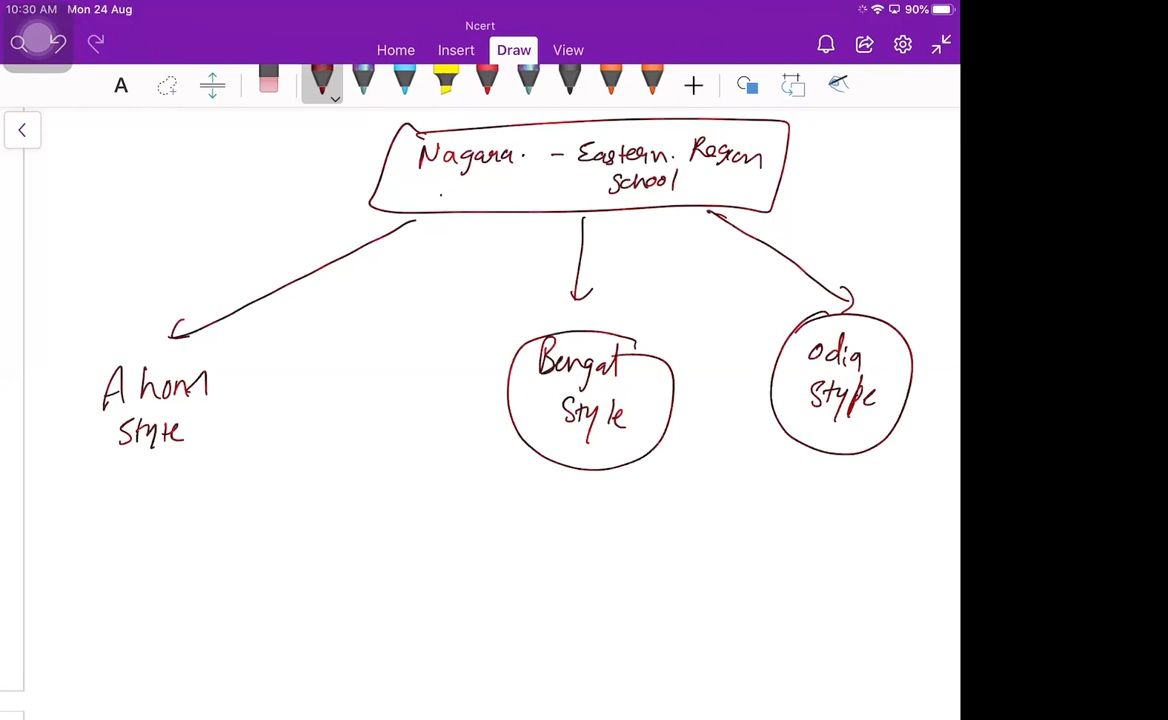 10:30 AM Mon 24 Aug
90%
Ncert
Home Insert Draw View
A
Nagara. - Eastern. Region
School
Ahom
Style
Bengal
Style
Odia
Stype